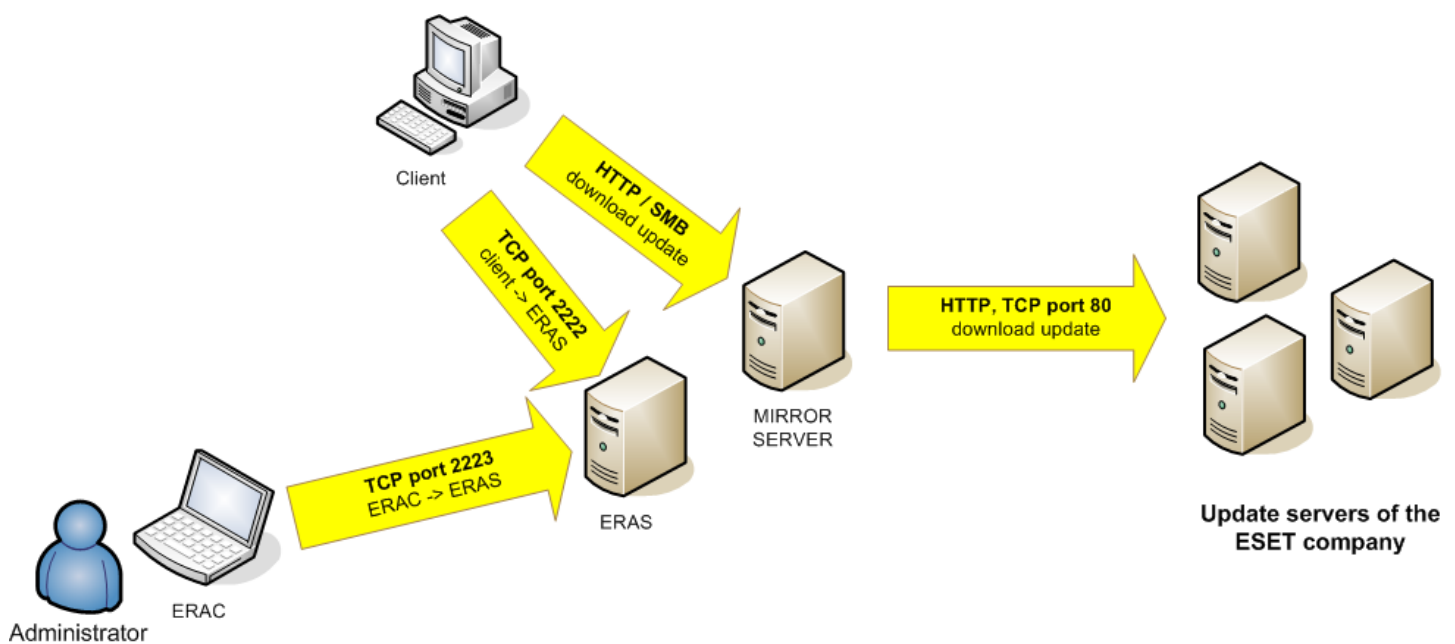 Client
HTTP / SMB
download update
TCP port 2222
client -> ERAS
HTTP, TCP port 80
download update
MIRROR
SERVER
TCP port 2223
ERAC -> ERAS
ERAS
Update servers of the
ESET company
ERAC
Administrator